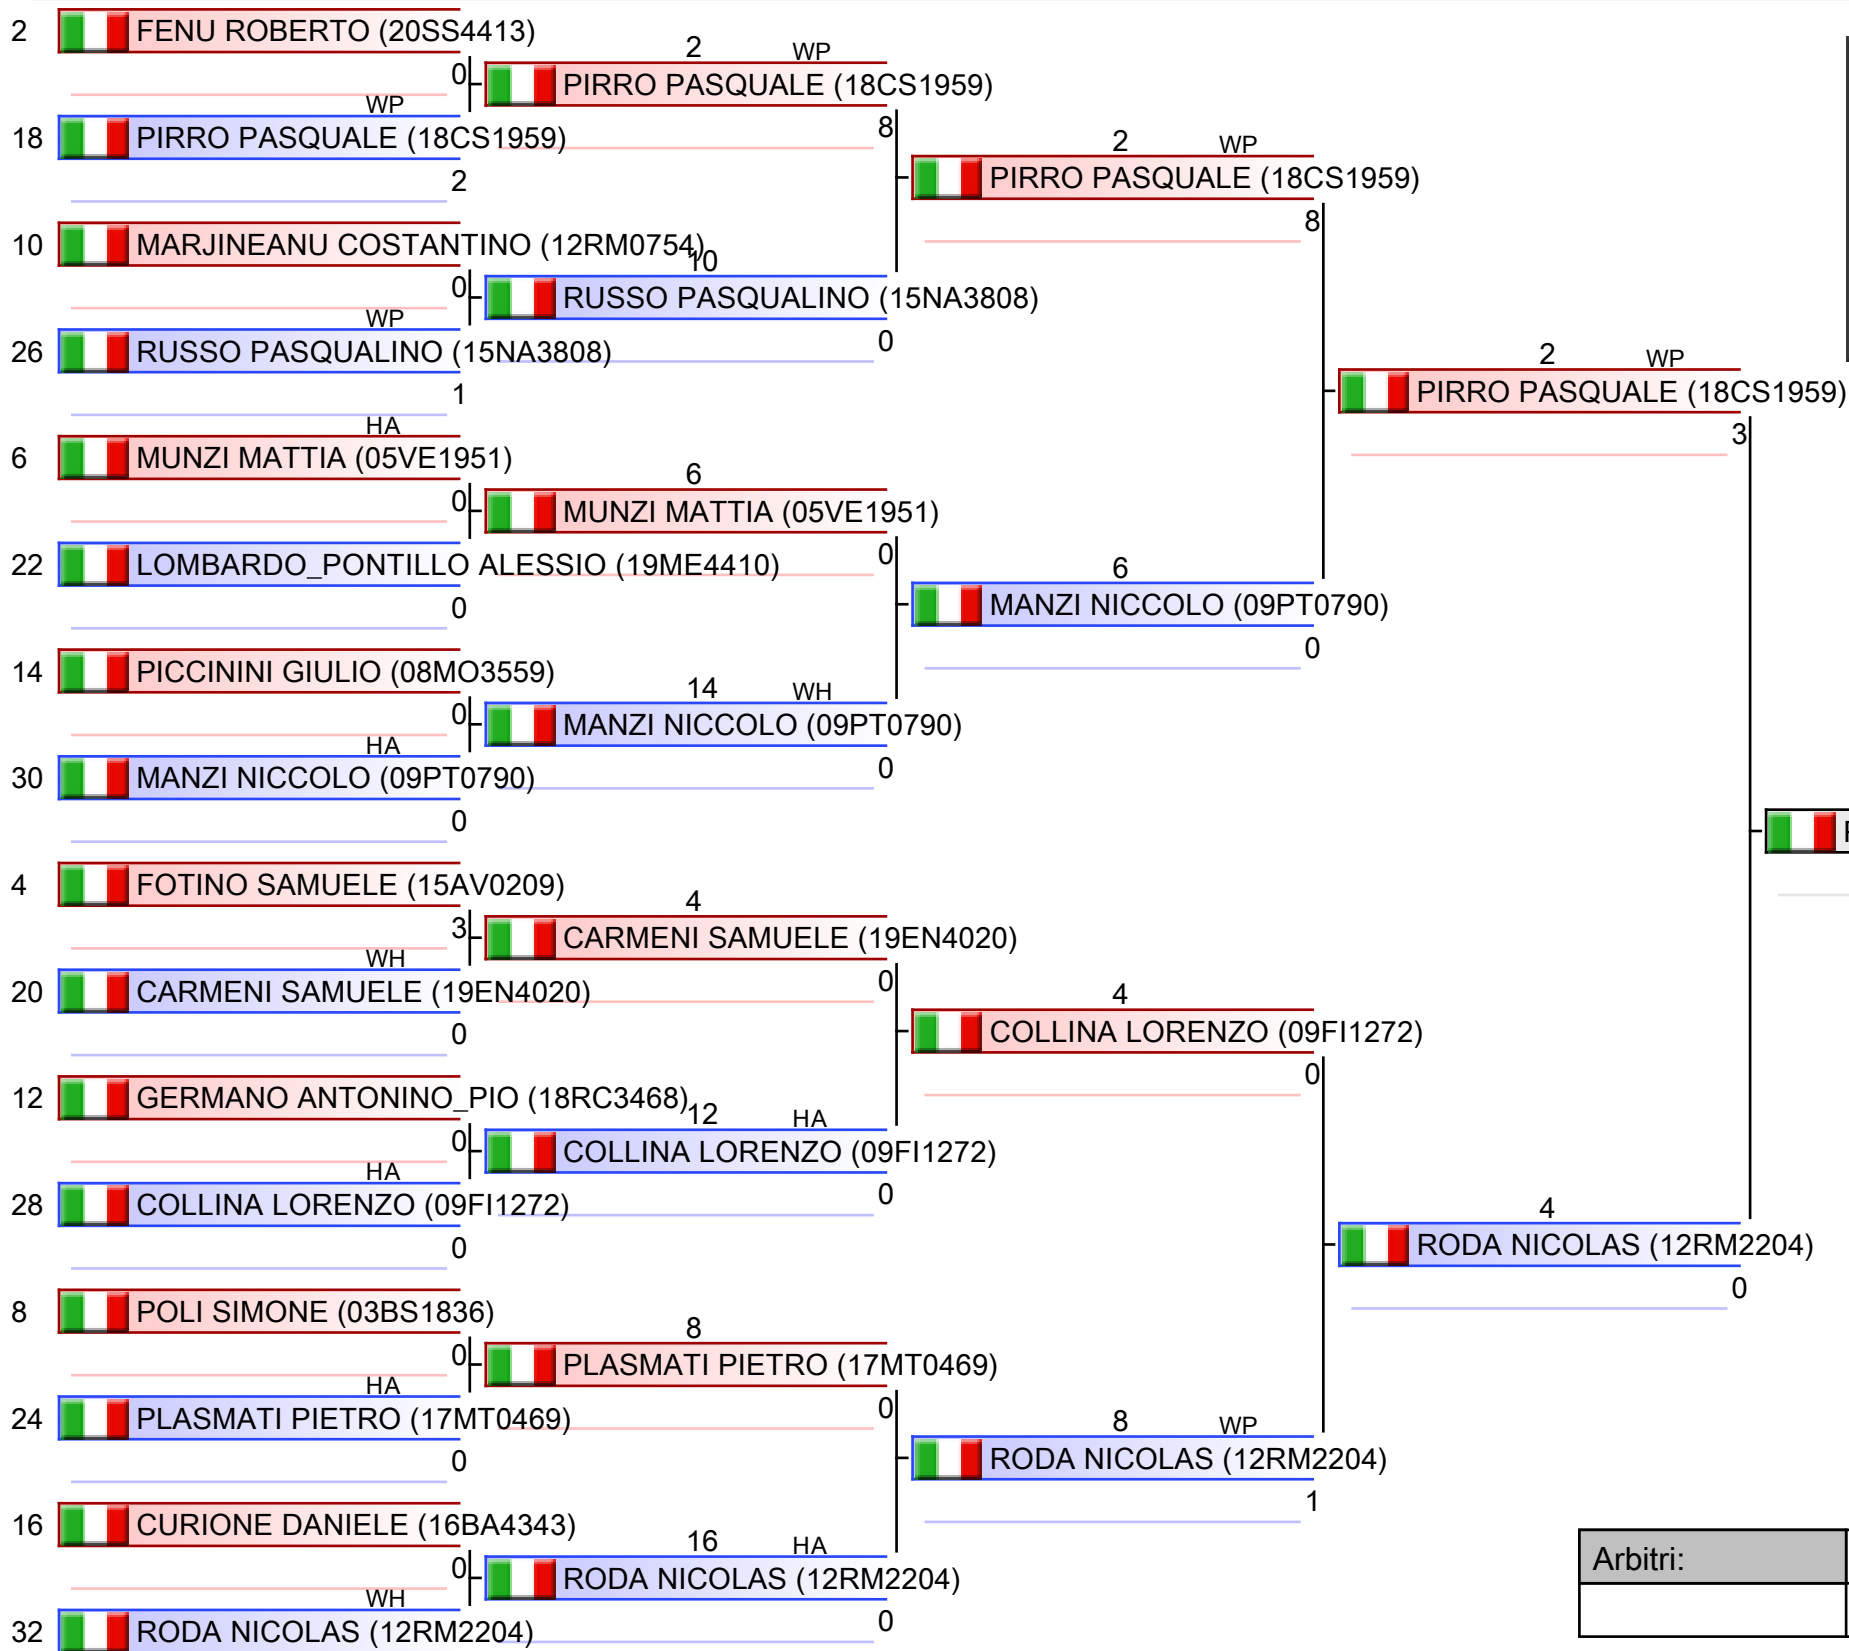 2 FENU ROBERTO (20SS4413)
2 WP
0 PIRRO PASQUALE (18CS1959)
WP
8
18 PIRRO PASQUALE (18CS1959)
2 WP
2
PIRRO PASQUALE (18CS1959)
8
10 MARJINEANU COSTANTINO (12RM0754)
10
0 RUSSO PASQUALINO (15NA3808)
WP
0
26 RUSSO PASQUALINO (15NA3808)
2 WP
1
PIRRO PASQUALE (18CS1959)
HA
3
6 MUNZI MATTIA (05VE1951)
6
0 MUNZI MATTIA (05VE1951)
0
22 LOMBARDO_PONTILLO ALESSIO (19ME4410)
6
0
MANZI NICCOLO (09PT0790)
0
14 PICCININI GIULIO (08MO3559)
14 WH
0 MANZI NICCOLO (09PT0790)
HA
0
30 MANZI NICCOLO (09PT0790)
0
4 FOTINO SAMUELE (15AV0209)
4
3 CARMENI SAMUELE (19EN4020)
WH
0
20 CARMENI SAMUELE (19EN4020)
4
0
COLLINA LORENZO (09FI1272)
0
12 GERMANO ANTONINO_PIO (18RC3468)
12 HA
0 COLLINA LORENZO (09FI1272)
HA
0
28 COLLINA LORENZO (09FI1272)
4
0
RODA NICOLAS (12RM2204)
0
8 POLI SIMONE (03BS1836)
8
0 PLASMATI PIETRO (17MT0469)
HA
0
24 PLASMATI PIETRO (17MT0469)
8 WP
0
RODA NICOLAS (12RM2204)
1
16 CURIONE DANIELE (16BA4343)
16 HA
0 RODA NICOLAS (12RM2204)
WH
0
32 RODA NICOLAS (12RM2204)
Arbitri: